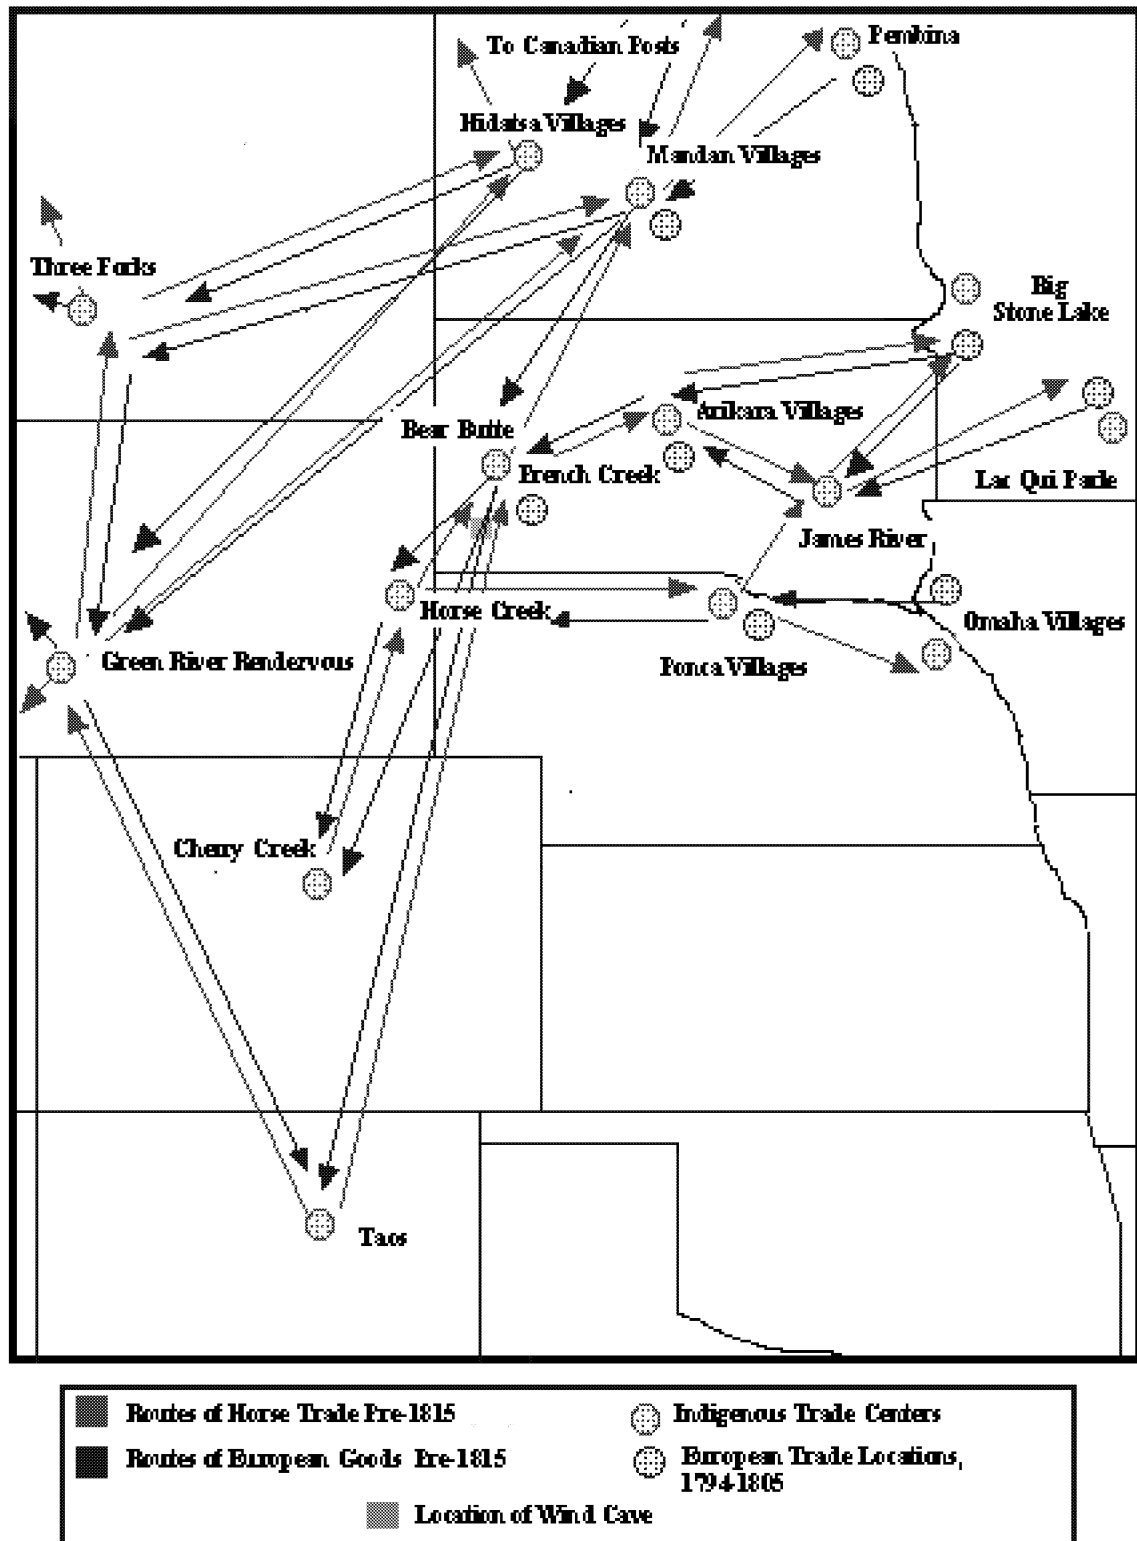 To Canadian Posts
Pembina
Hidatsa Villages
Mandan Villages
Three Forks
Big
Stone Lake
Arikara Villages
Bear Butte
French Creek
Lac Qui Parle
James River
Horse Creek
Omaha Villages
Green River Rendervous
Ponca Villages
Cherry Creek
Taos
Routes of Horse Trade Pre-1815
Indigenous Trade Centers
Routes of European Goods Pre-1815
European Trade Locations,
1794-1805
Location of Wind Cave